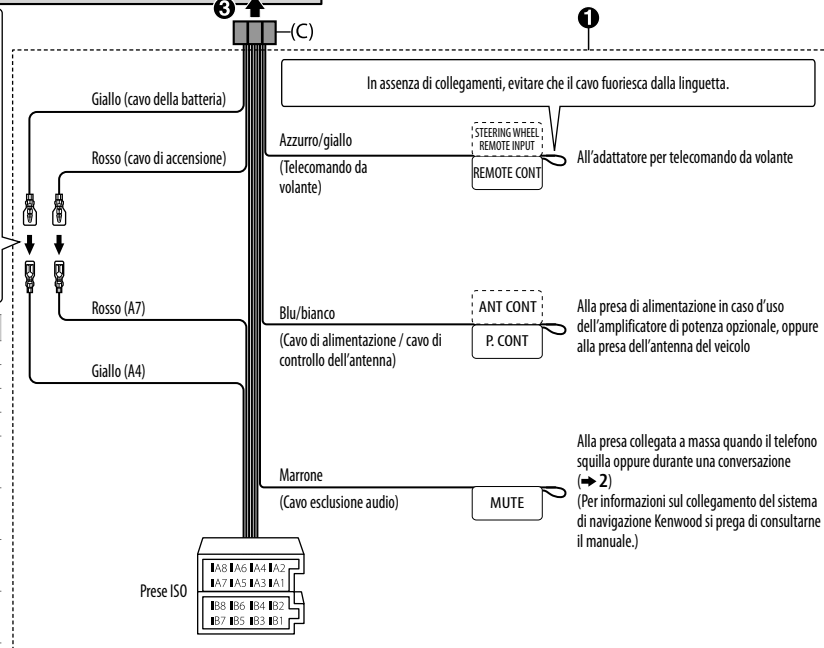 ❸
(C)
❶
In assenza di collegamenti, evitare che il cavo fuoriesca dalla linguetta.
Giallo (cavo della batteria)
Rosso (cavo di accensione)
Azzurro/giallo
(Telecomando da
volante)
STEERING WHEEL
REMOTE INPUT
REMOTE CONT
All'adattatore per telecomando da volante
Rosso (A7)
Giallo (A4)
Blu/bianco
(Cavo di alimentazione / cavo di
controllo dell'antenna)
ANT CONT
P. CONT
Alla presa di alimentazione in caso d'uso
dell'amplificatore di potenza opzionale, oppure
alla presa dell'antenna del veicolo
Marrone
(Cavo esclusione audio)
MUTE
Alla presa collegata a massa quando il telefono
squilla oppure durante una conversazione
(➡ 2)
(Per informazioni sul collegamento del sistema
di navigazione Kenwood si prega di consultarne
il manuale.)
Prese ISO
A8 A6 A4 A2
A7 A5 A3 A1
B8 B6 B4 B2
B7 B5 B3 B1